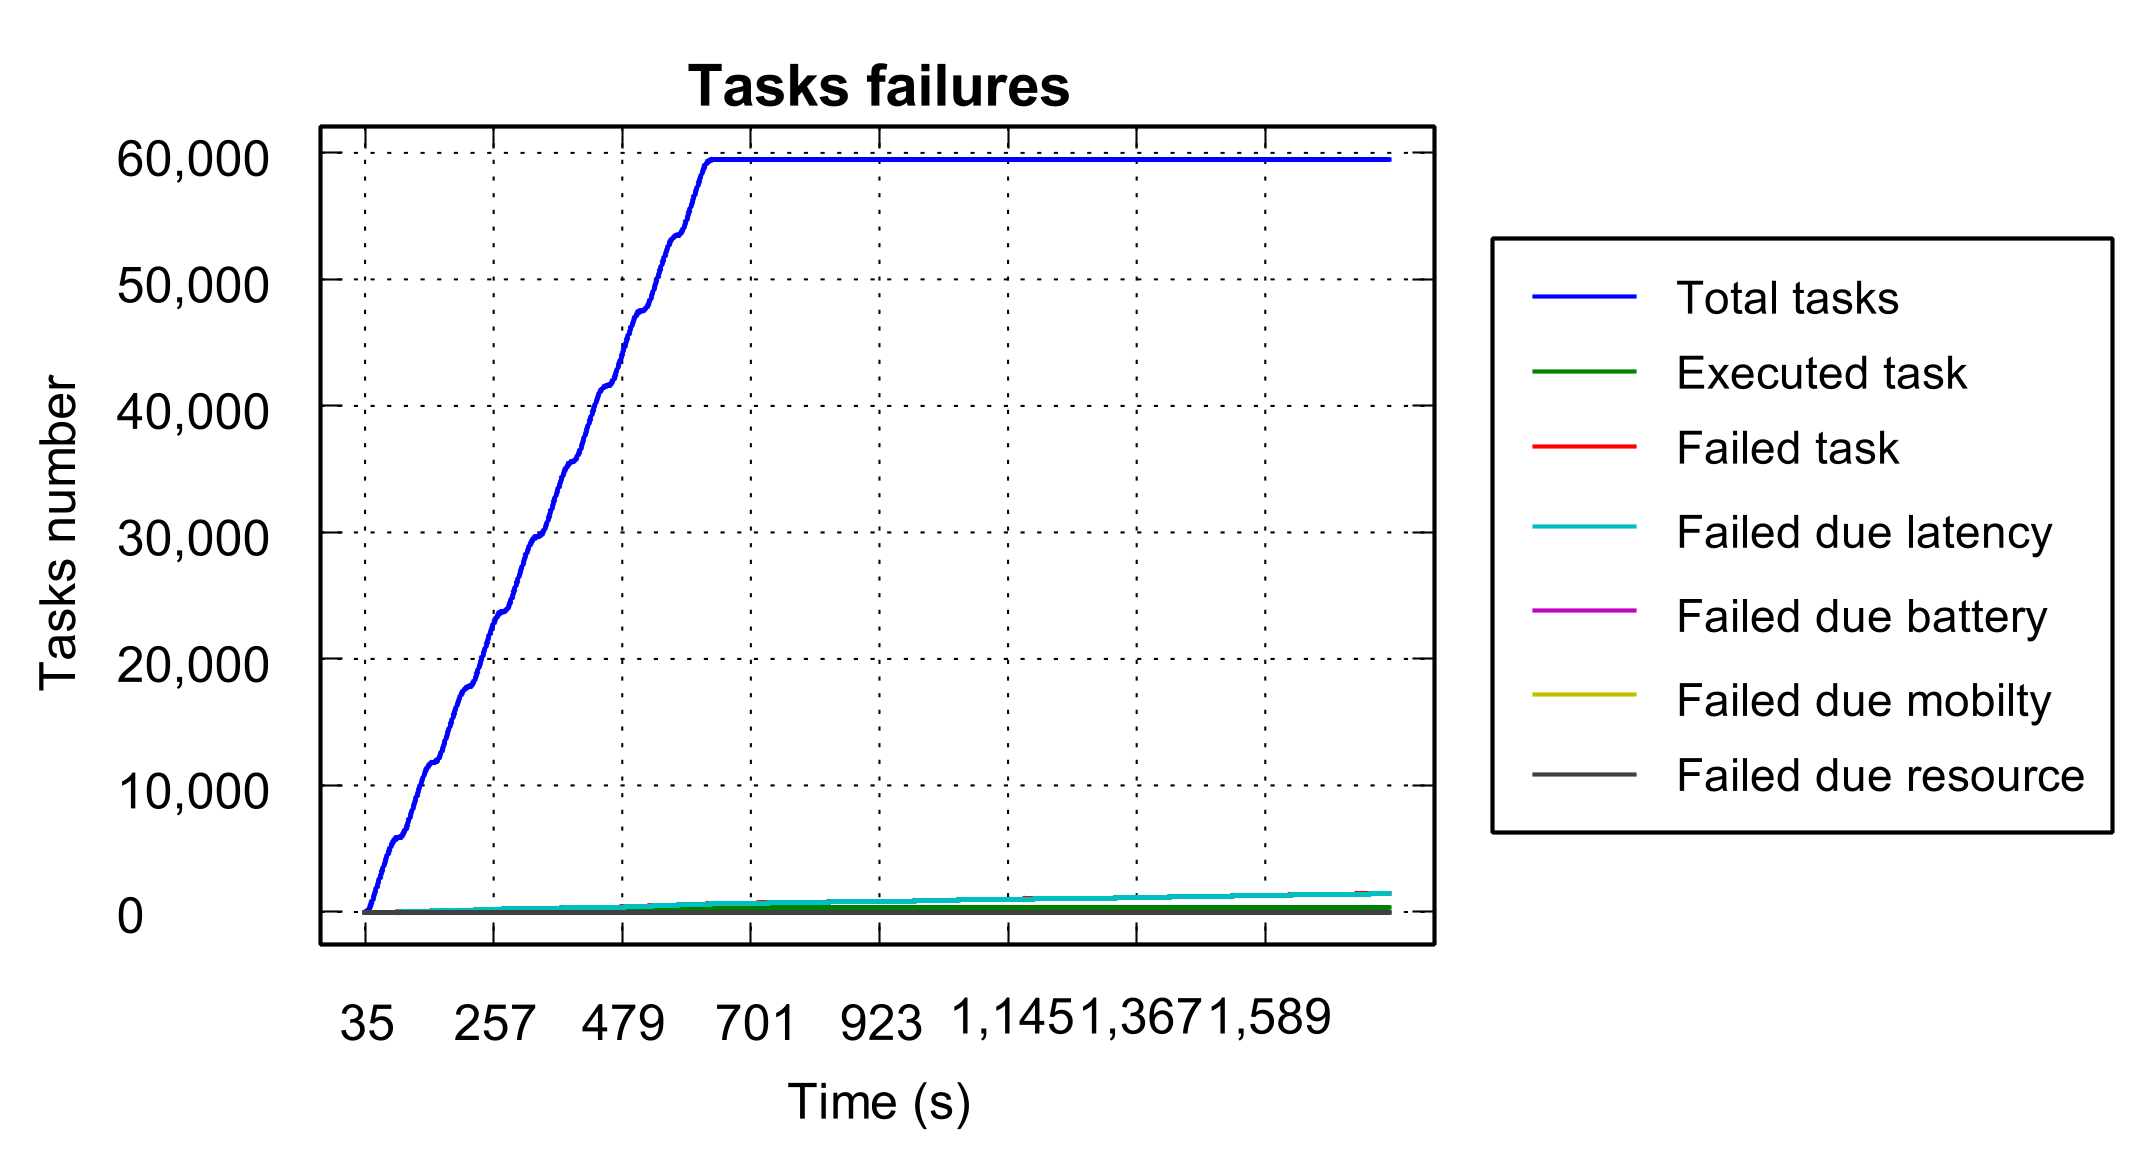 Tasks failures
60,000
50,000
40,000
30,000
20,000
10,000
0
Tasks number
35 257 479 701 923 1,145 1,367 1,589
Time (s)
Total tasks
Executed task
Failed task
Failed due latency
Failed due battery
Failed due mobilty
Failed due resource